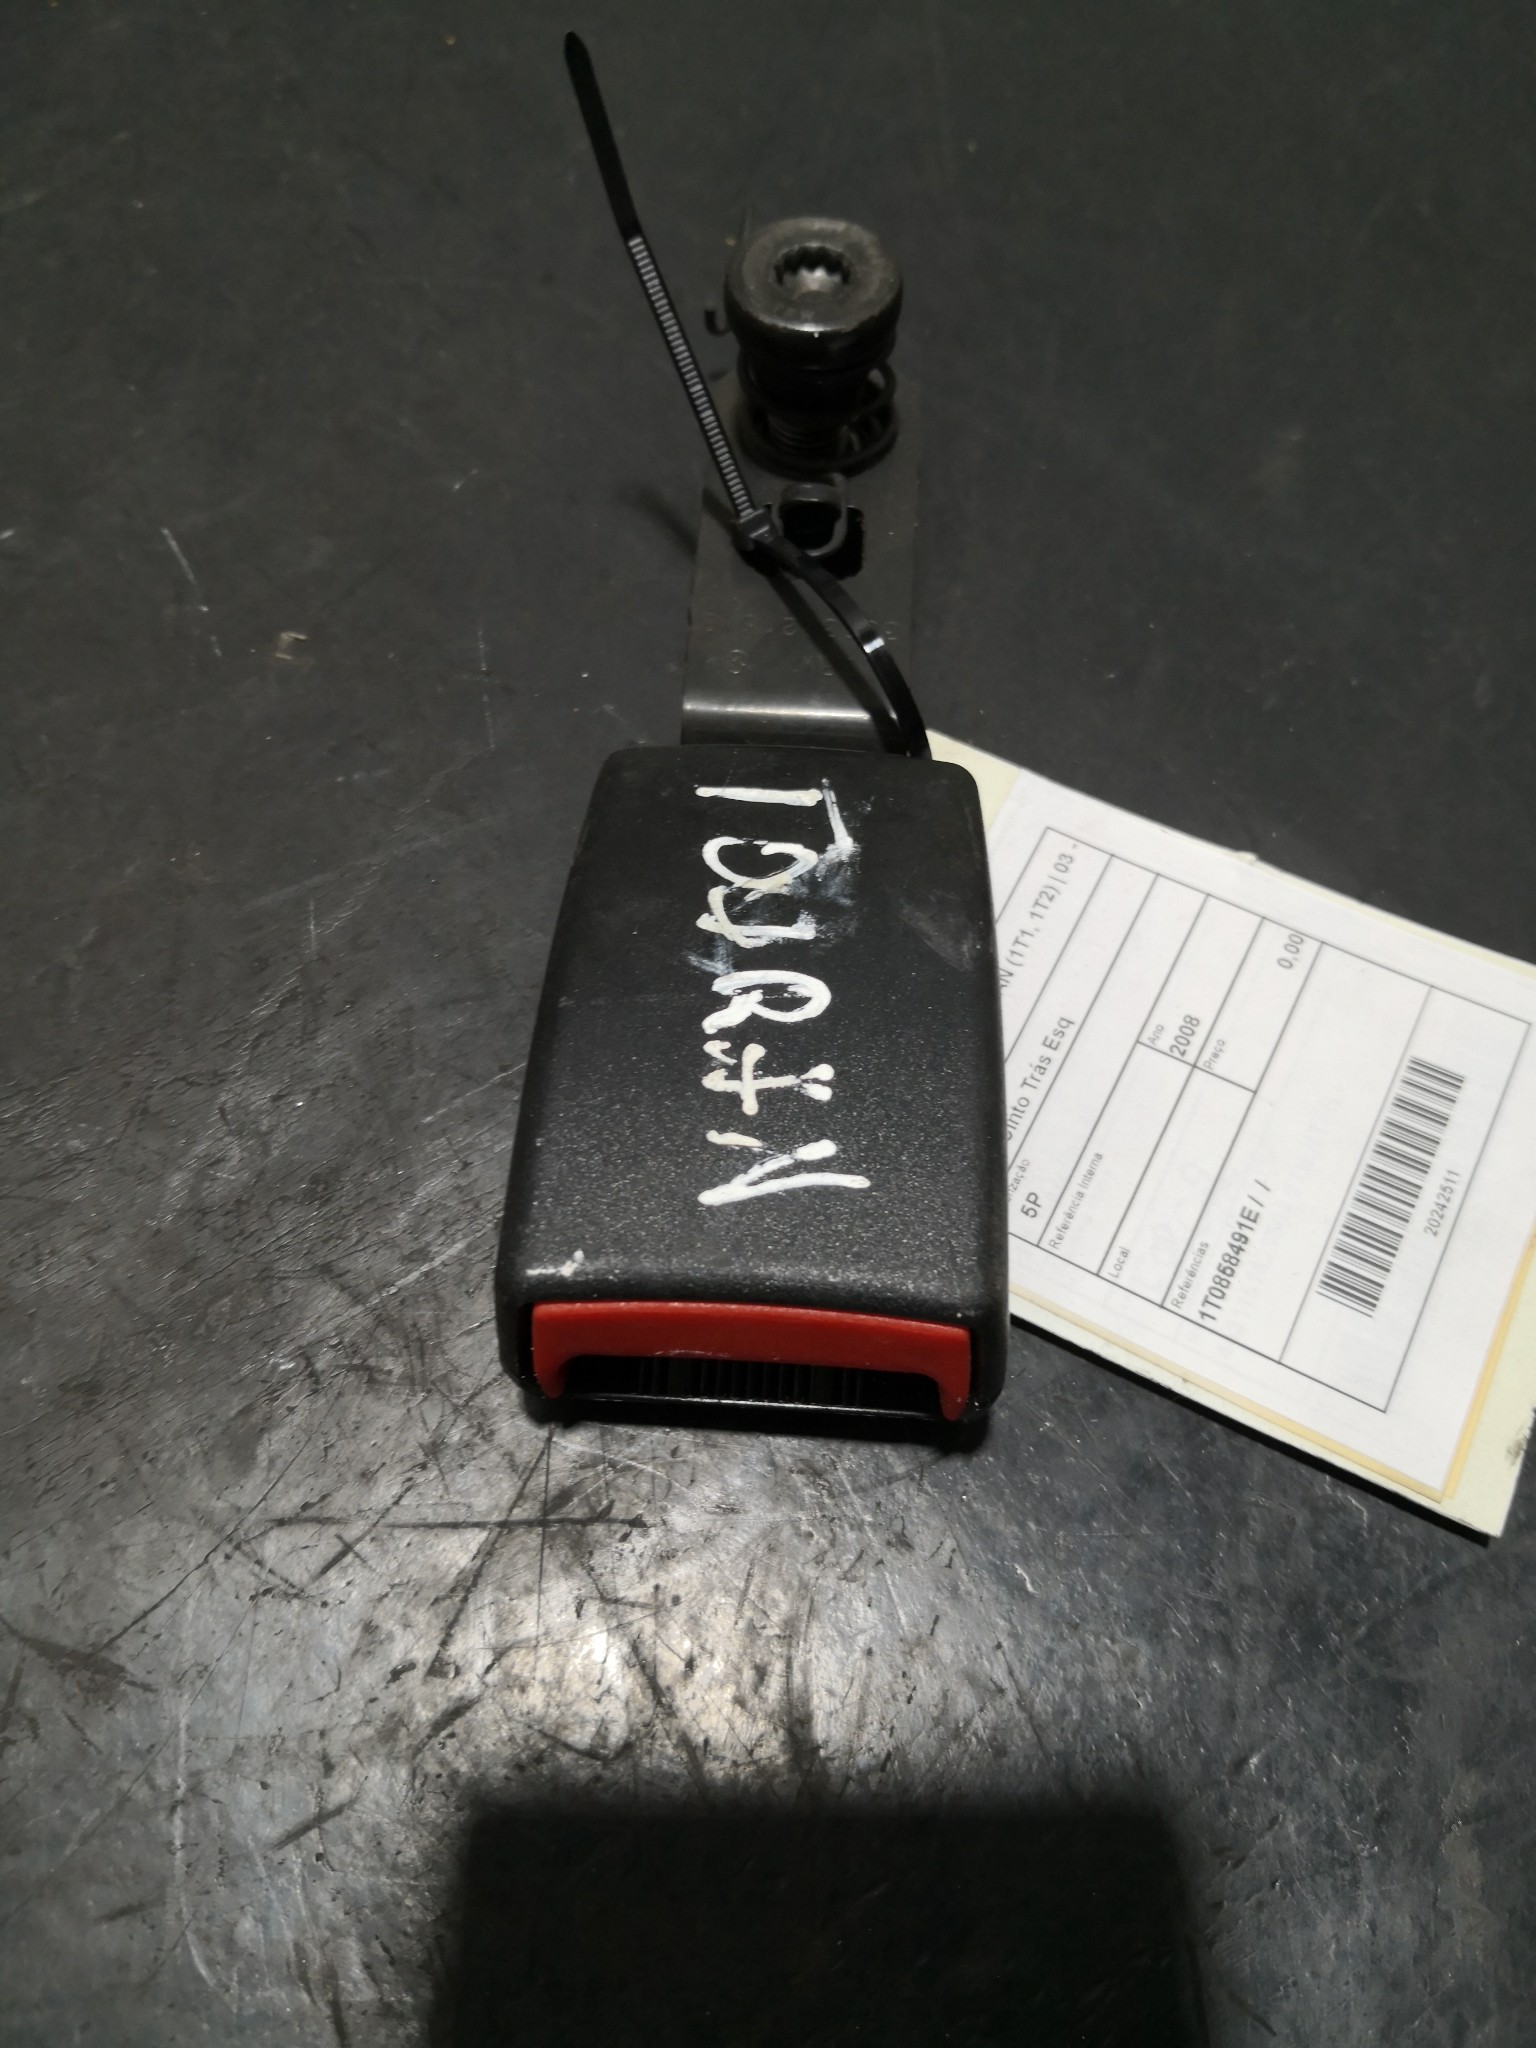 TOURAN
AN (1T1, 1T2) | 03 -
Cinto Trás Esq
5P
Ano
2008
Referência Interna
Preço
0,00
Local
Referências
1T0858491E / /
20242511